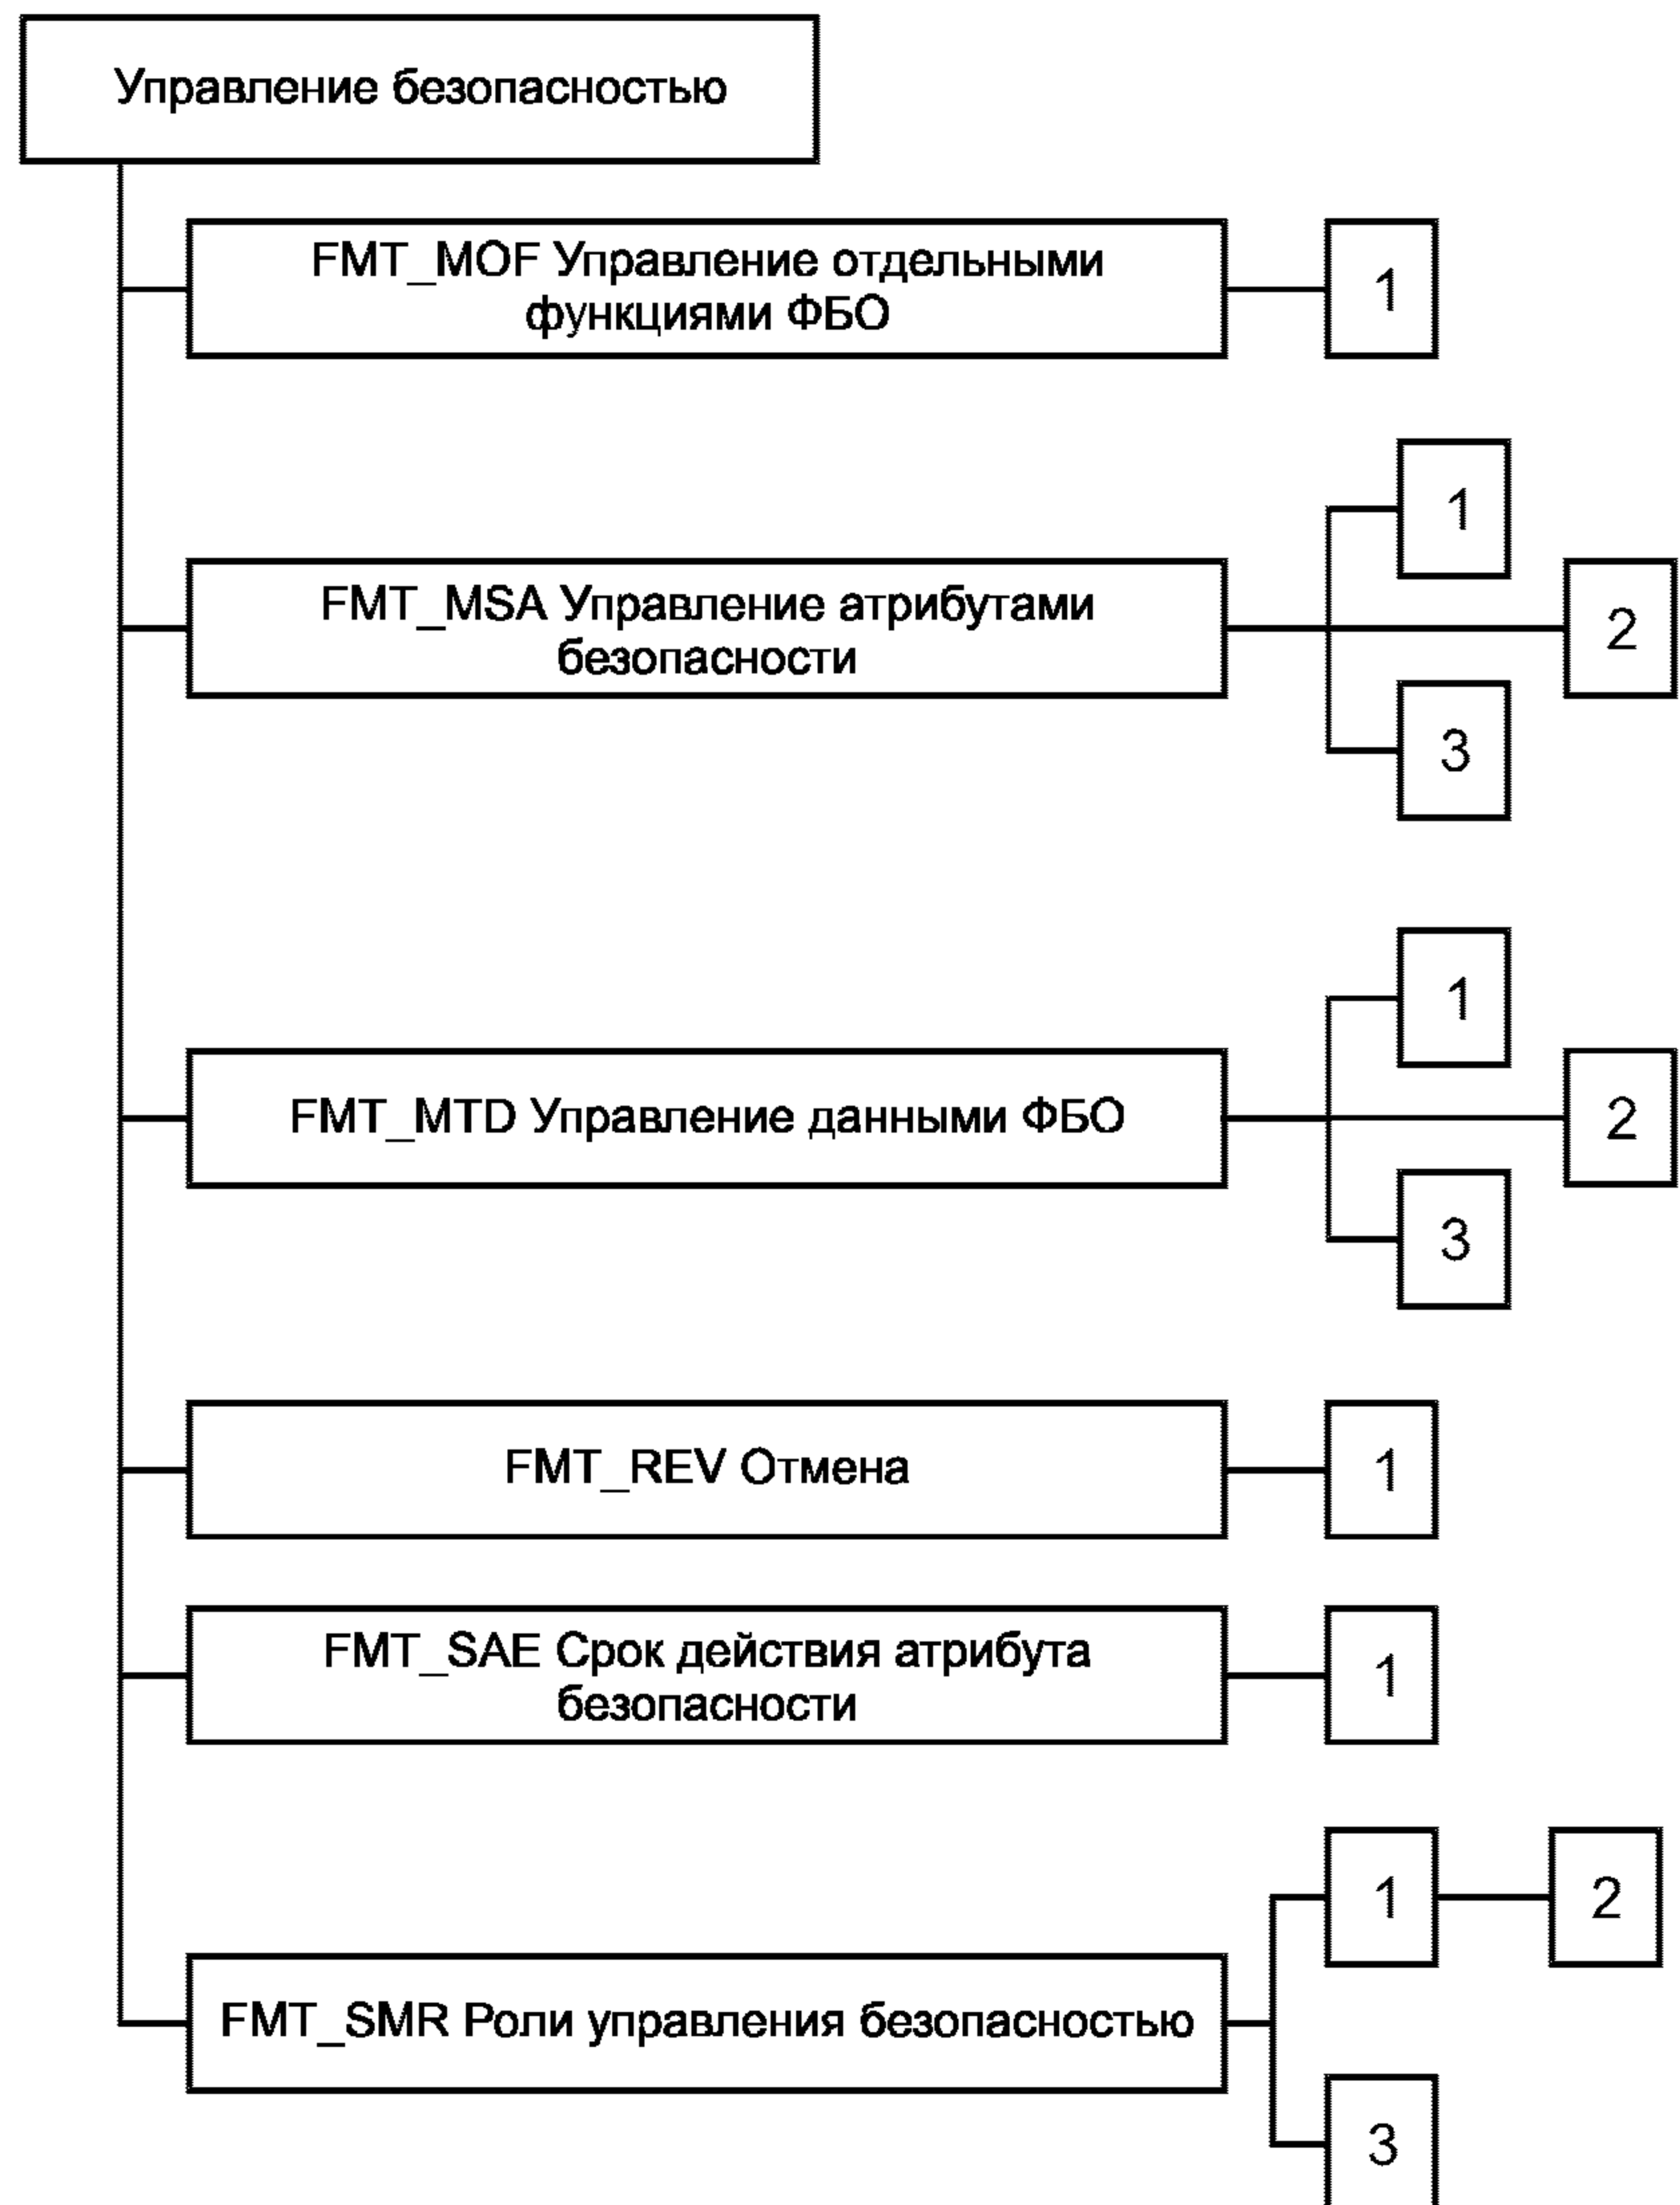 Управление безопасностью
FMT_MOF Управление отдельными
функциями ФБО
1
1
FMT_MSA Управление атрибутами
безопасности
2
3
1
FMT_MTD Управление данными ФБО
2
3
FMT_REV Отмена
1
FMT_SAE Срок действия атрибута
безопасности
1
1
2
FMT_SMR Роли управления безопасностью
3